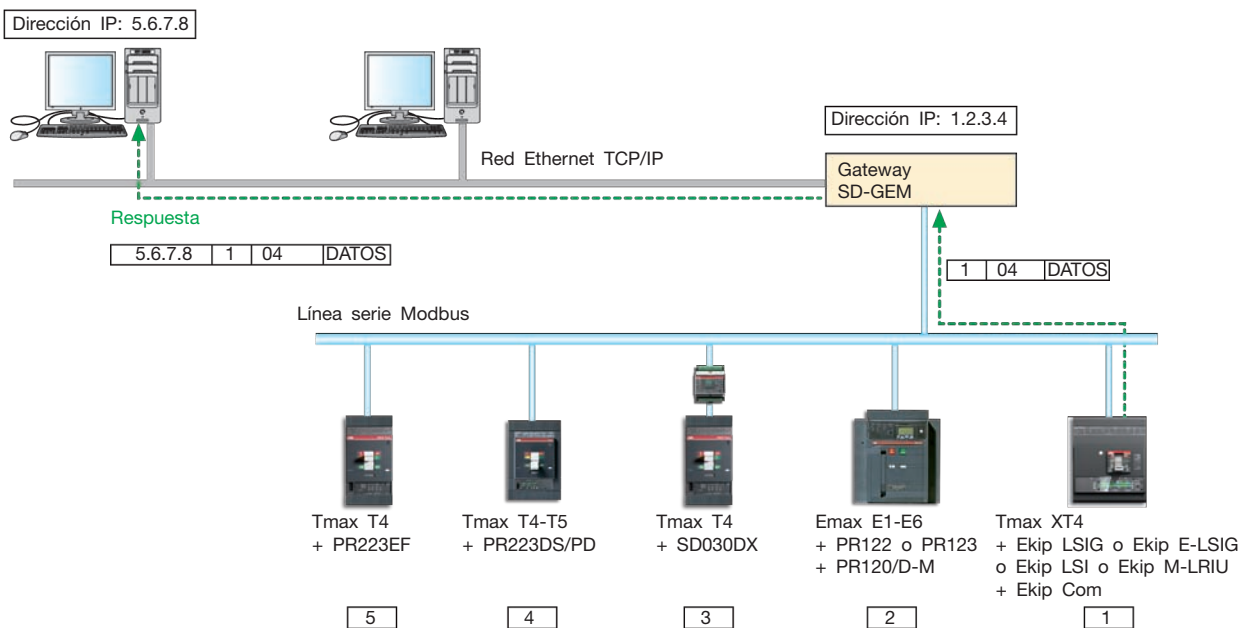 Dirección IP: 5.6.7.8
Dirección IP: 1.2.3.4
Red Ethernet TCP/IP
Gateway
SD-GEM
Respuesta
5.6.7.8 1 04 DATOS
1 04 DATOS
Línea serie Modbus
Tmax T4
+ PR223EF
Tmax T4-T5
+ PR223DS/PD
Tmax T4
+ SD030DX
Emax E1-E6
+ PR122 o PR123
+ PR120/D-M
Tmax XT4
+ Ekip LSIG o Ekip E-LSIG
o Ekip LSI o Ekip M-LRIU
+ Ekip Com
5
4
3
2
1